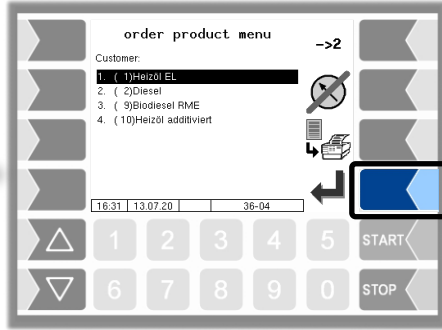 order product menu
->2
Customer:
1. ( 1)Heizöl EL
2. ( 2)Diesel
3. ( 9)Biodiesel RME
4. ( 10)Heizöl additiviert
16:31 13.07.20 36-04
1 2 3 4 5 START
6 7 8 9 0 STOP